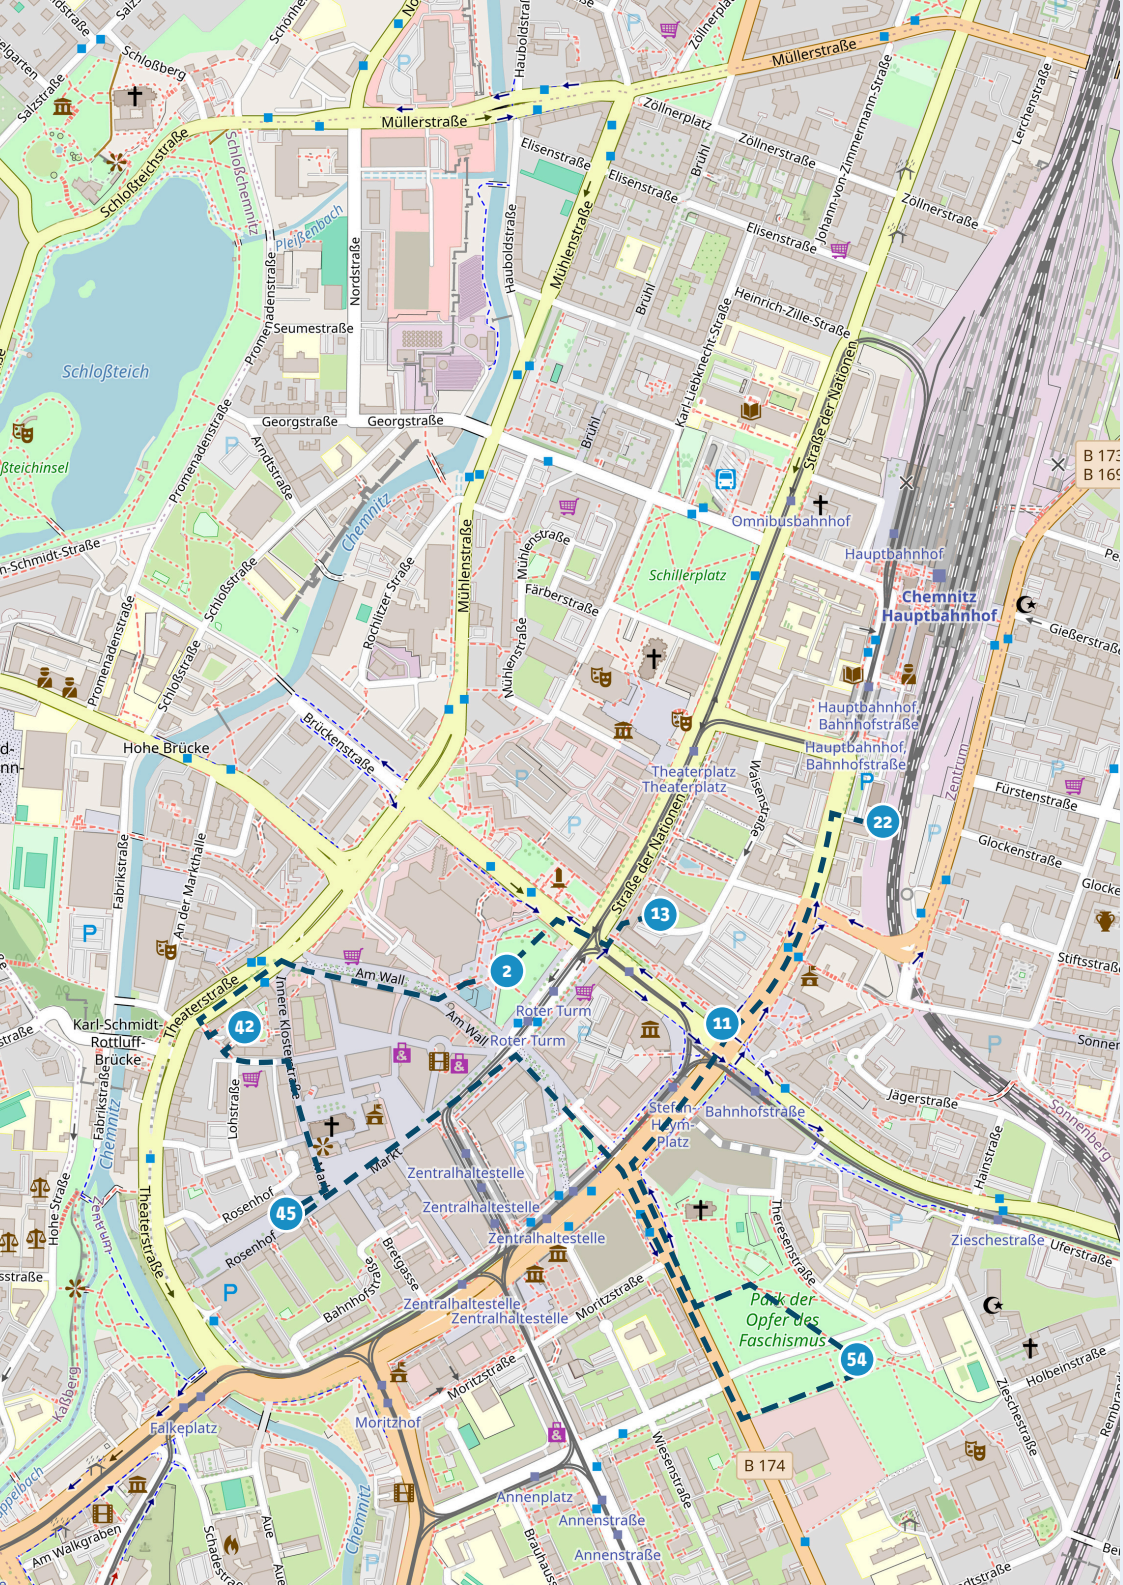 Schloßberg
Salzstraße
Müllerstraße
Müllerstraße
Hauboldstraße
Zöllnerplatz
Zöllnerplatz
Zöllnerstraße
Zöllnerstraße
Johann-von-Zimmermann-Straße
Lerchenstraße
Elisenstraße
Elisenstraße
Elisenstraße
Brühl
Schloßteichstraße
Schloßchemnitz
Pleißenbach
Promenadenstraße
Nordstraße
Hauboldstraße
Mühlenstraße
Brühl
Heinrich-Zille-Straße
Karl-Liebknecht-Straße
Straße der Nationen
Seumestraße
Schloßteich
Georgstraße
Georgstraße
Arndtstraße
Promenadenstraße
Brühl
B 173
B 169
Omnibusbahnhof
Hauptbahnhof
Chemnitz
Hauptbahnhof
Gießerstraße
Chemnitz
Schillerplatz
Mühlenstraße
Mühlenstraße
Färberstraße
Mühlenstraße
Rochlitzer Straße
Schloßstraße
Schloßstraße
Promenadenstraße
Hauptbahnhof,
Bahnhofstraße
Hauptbahnhof,
Bahnhofstraße
Hohe Brücke
Brückenstraße
Theaterplatz
Theaterplatz
Waisenstraße
Zentrum
Fürstenstraße
Glockenstraße
Straße der Nationen
Fabrikstraße
An der Markthalle
22
13
2
Am Wall
Am Wall
Theaterstraße
Innere Klosterstraße
42
11
Roter Turm
Roter Turm
Karl-Schmidt-
Rottluff-
Brücke
Fabrikstraße
Chemnitz
Lohstraße
Jägerstraße
Stefan-
Heym-
Platz
Bahnhofstraße
Sonnenberg
Hainstraße
Markt
Zentralhaltestelle
Zentralhaltestelle
Zentralhaltestelle
Rosenhof
Rosenhof
45
Hohe Straße
Zentrum
Theaterstraße
Theresenstraße
Zieschestraße
Uferstraße
Bretgasse
Zentralhaltestelle
Zentralhaltestelle
Moritzstraße
Park der
Opfer des
Faschismus
54
Moritzstraße
Holbeinstraße
Zieschestraße
Kaßberg
Falkeplatz
Moritzhof
Wiesenstraße
B 174
Annenplatz
Annenstraße
Annenstraße
Chemnitz
Am Walkgraben
Aue